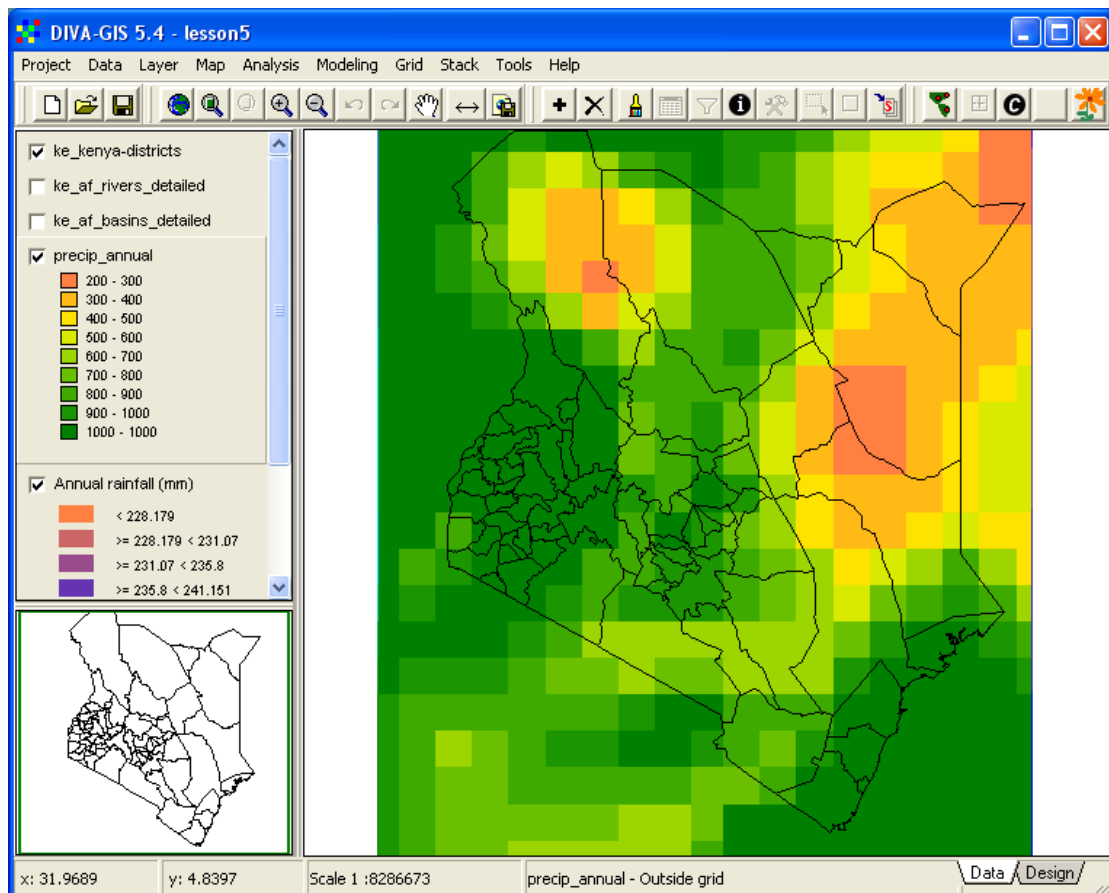 DIVA-GIS 5.4 - lesson5
Project Data Layer Map Analysis Modeling Grid Stack Tools Help
ke_kenya-districts
ke_af_rivers_detailed
ke_af_basins_detailed
precip_annual
200 - 300
300 - 400
400 - 500
500 - 600
600 - 700
700 - 800
800 - 900
900 - 1000
1000 - 1000
Annual rainfall (mm)
< 228.179
>= 228.179 < 231.07
>= 231.07 < 235.8
>= 235.8 < 241.151
x: 31.9689 y: 4.8397 Scale 1 :8286673 precip_annual - Outside grid Data Design